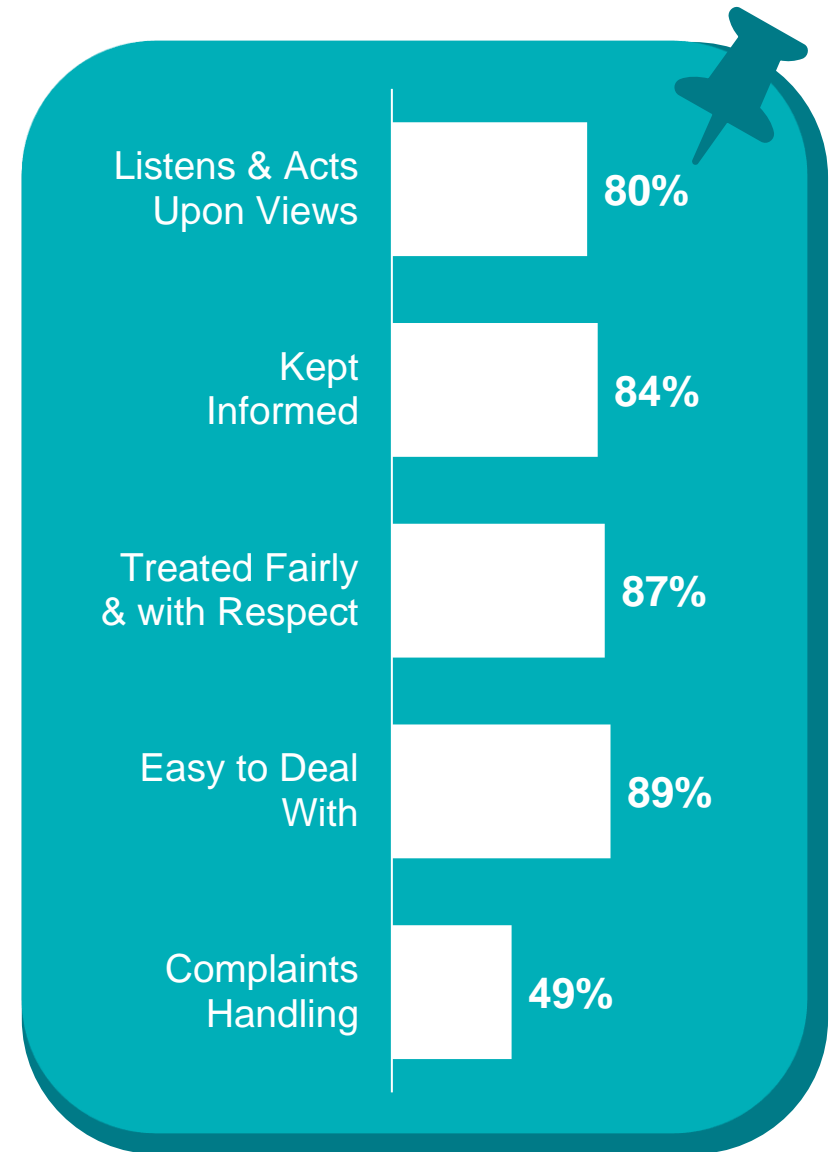 Listens & Acts
Upon Views
80%
Kept
Informed
84%
Treated Fairly
& with Respect
87%
Easy to Deal
With
89%
Complaints
Handling
49%